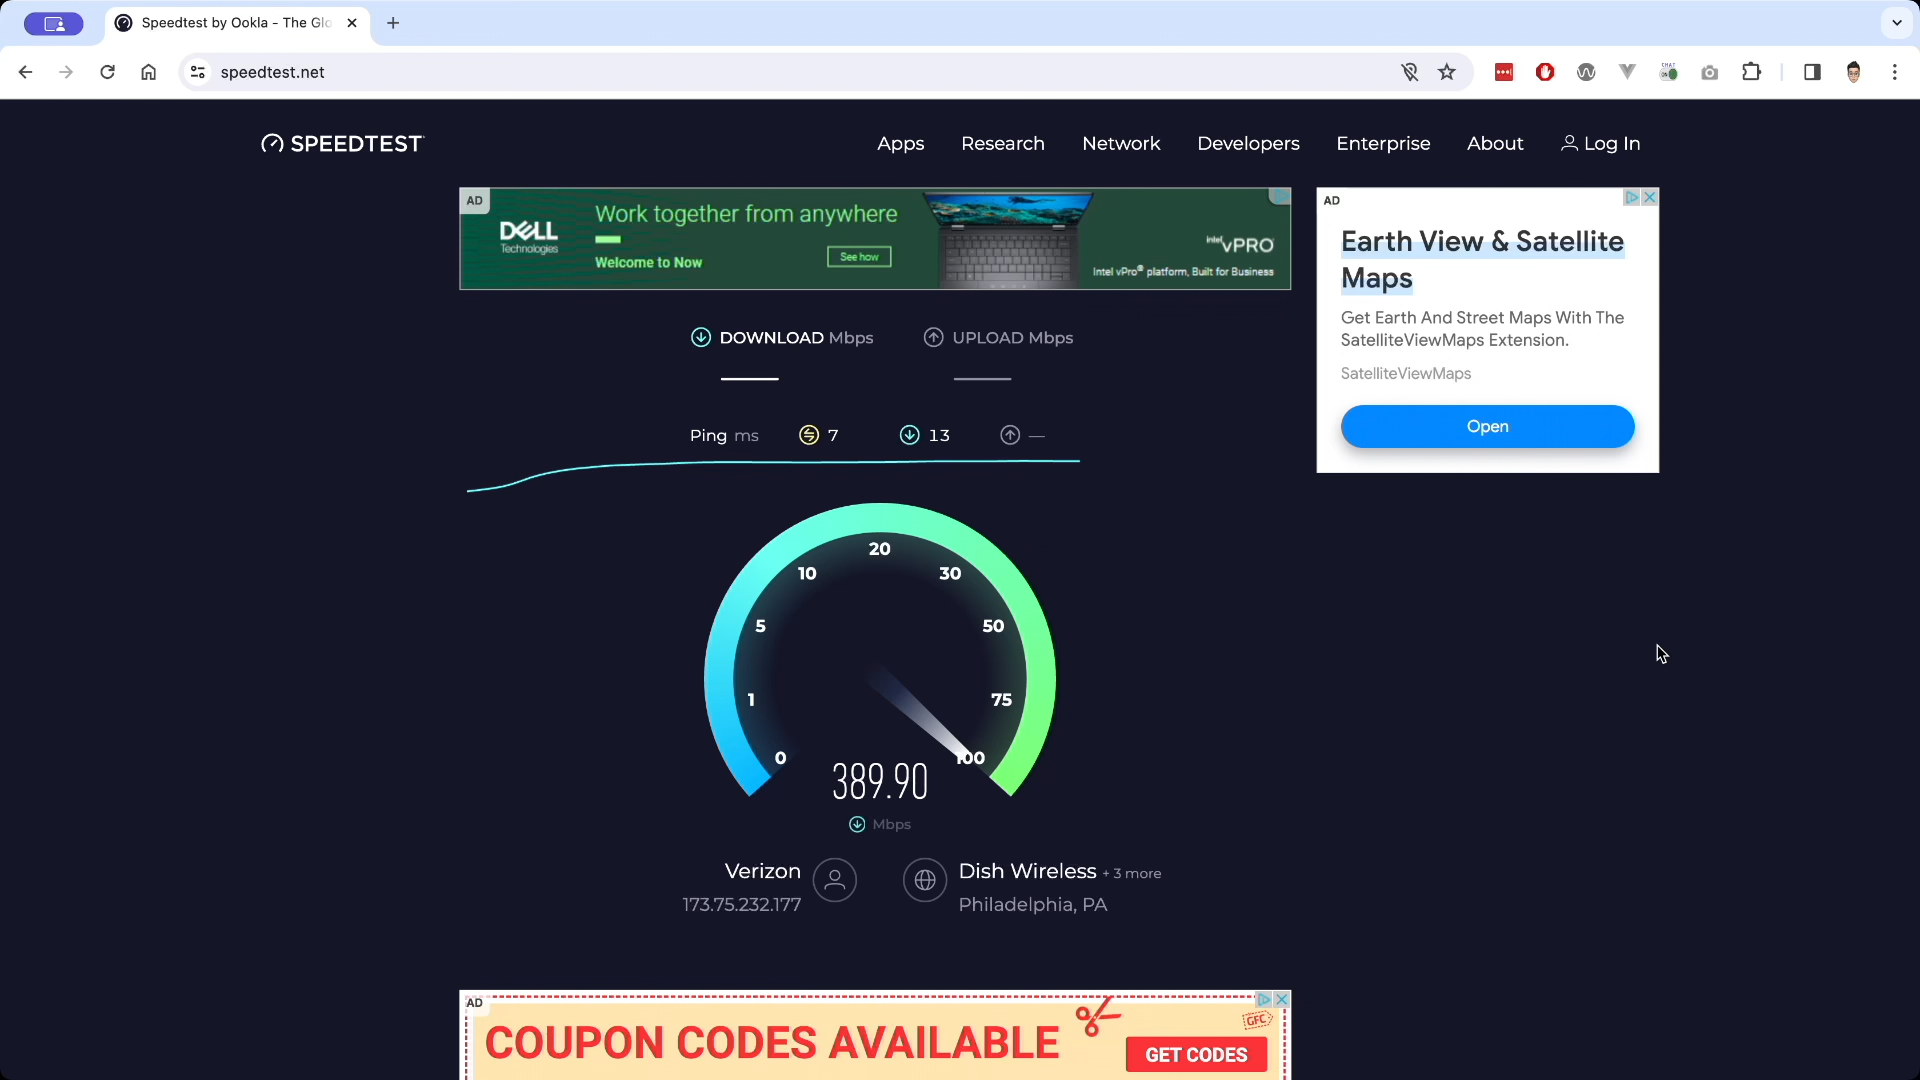 Speedtest by Ookla - The Glo
speedtest.net
CHAT
ON
SPEEDTEST
Apps Research Network Developers Enterprise About Log In
AD
DELL
Technologies
Work together from anywhere
Welcome to Now
See how
intel vPRO
Intel vPro® platform, Built for Business
AD
Earth View & Satellite
Maps
Get Earth And Street Maps With The
SatelliteViewMaps Extension.
SatelliteViewMaps
Open
DOWNLOAD Mbps UPLOAD Mbps
Ping ms 7 13 —
0
1
5
10
20
30
50
75
100
389.90
Mbps
Verizon
173.75.232.177
Dish Wireless + 3 more
Philadelphia, PA
AD
COUPON CODES AVAILABLE
GFC
GET CODES